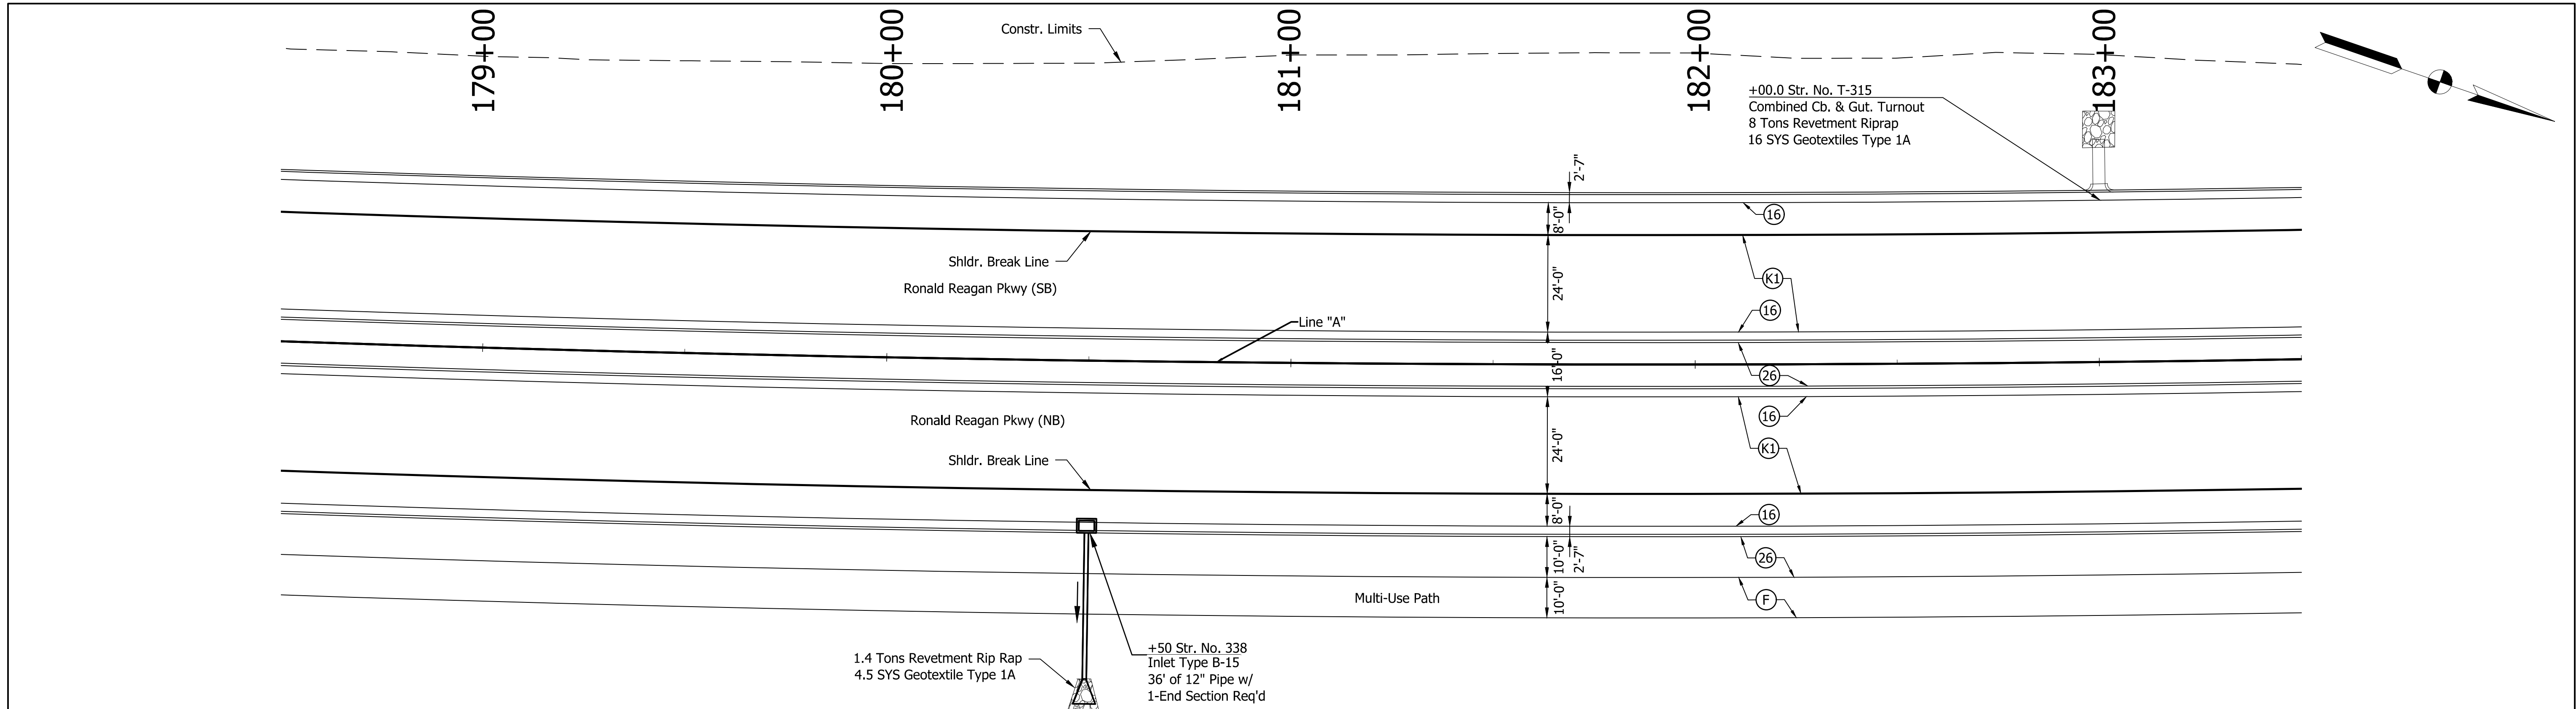 179+00
180+00
181+00
182+00
183+00
Constr. Limits
+00.0 Str. No. T-315
Combined Cb. & Gut. Turnout
8 Tons Revetment Riprap
16 SYS Geotextiles Type 1A
2'-7"
8'-0"
16
Shldr. Break Line
Ronald Reagan Pkwy (SB)
24'-0"
K1
16
Line "A"
16'-0"
26
16
Ronald Reagan Pkwy (NB)
24'-0"
K1
Shldr. Break Line
8'-0"
16
10'-0"
2'-7"
26
Multi-Use Path
10'-0"
F
1.4 Tons Revetment Rip Rap
4.5 SYS Geotextile Type 1A
+50 Str. No. 338
Inlet Type B-15
36' of 12" Pipe w/
1-End Section Req'd